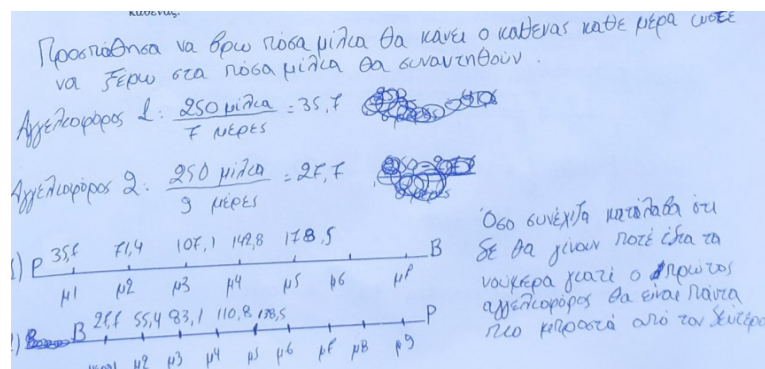 καθένας.
Προσπάθησα να βρω πόσα μίλια θα κάνει ο καθένας κάθε μέρα ώστε
να ξέρω στα πόσα μίλια θα συναντηθούν.
Αγγελιοφόρος 1: 250 μίλια / 7 μέρες = 35,7
Αγγελιοφόρος 2: 250 μίλια / 9 μέρες = 27,7
1) Ρ 35,7 71,4 107,1 142,8 178,5 Β
μ1 μ2 μ3 μ4 μ5 μ6 μ7
2) Β 27,7 55,4 83,1 110,8 138,5 Ρ
μ2 μ3 μ4 μ5 μ6 μ7 μ8 μ9
Όσο συνέχιζα κατάλαβα ότι
δε θα γίνουν ποτέ ίδια τα
νούμερα γιατί ο πρώτος
αγγελιοφόρος θα είναι πάντα
πιο μπροστά από τον δεύτερο